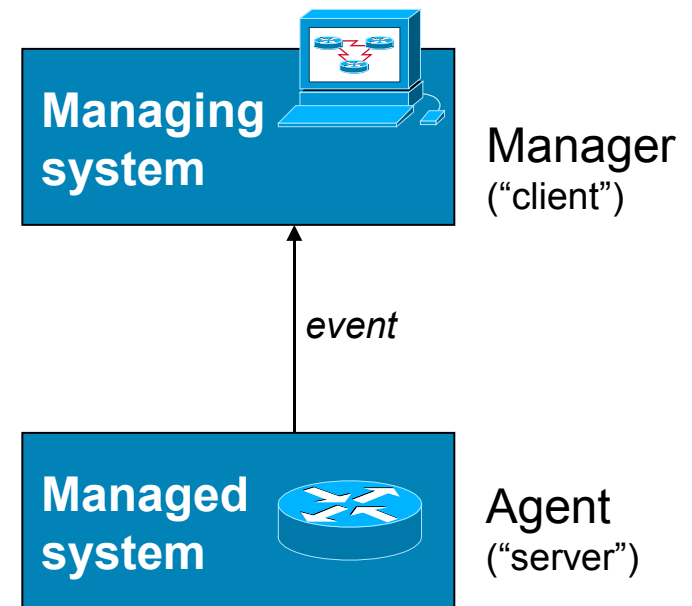 Managing
system
Manager
(“client”)
event
Managed
system
Agent
(“server”)